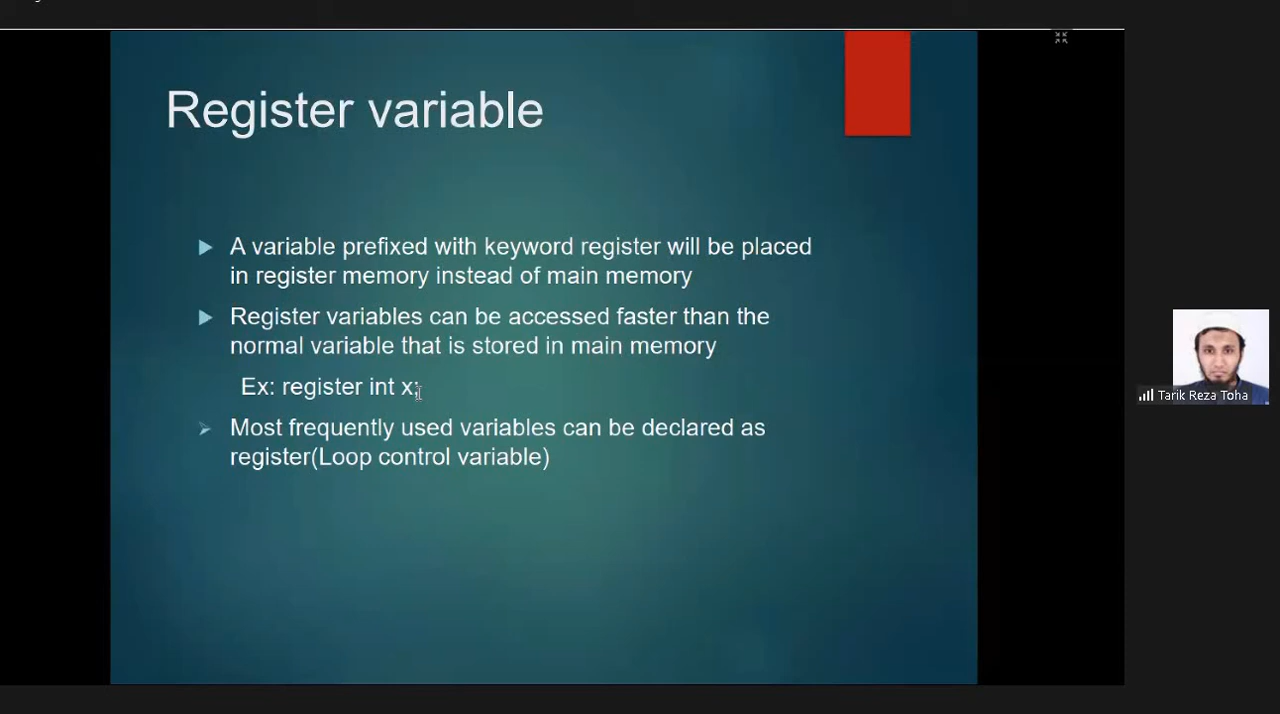 Register variable
A variable prefixed with keyword register will be placed
in register memory instead of main memory
Register variables can be accessed faster than the
normal variable that is stored in main memory
Ex: register int x;
Most frequently used variables can be declared as
register(Loop control variable)
Tarik Reza Toha